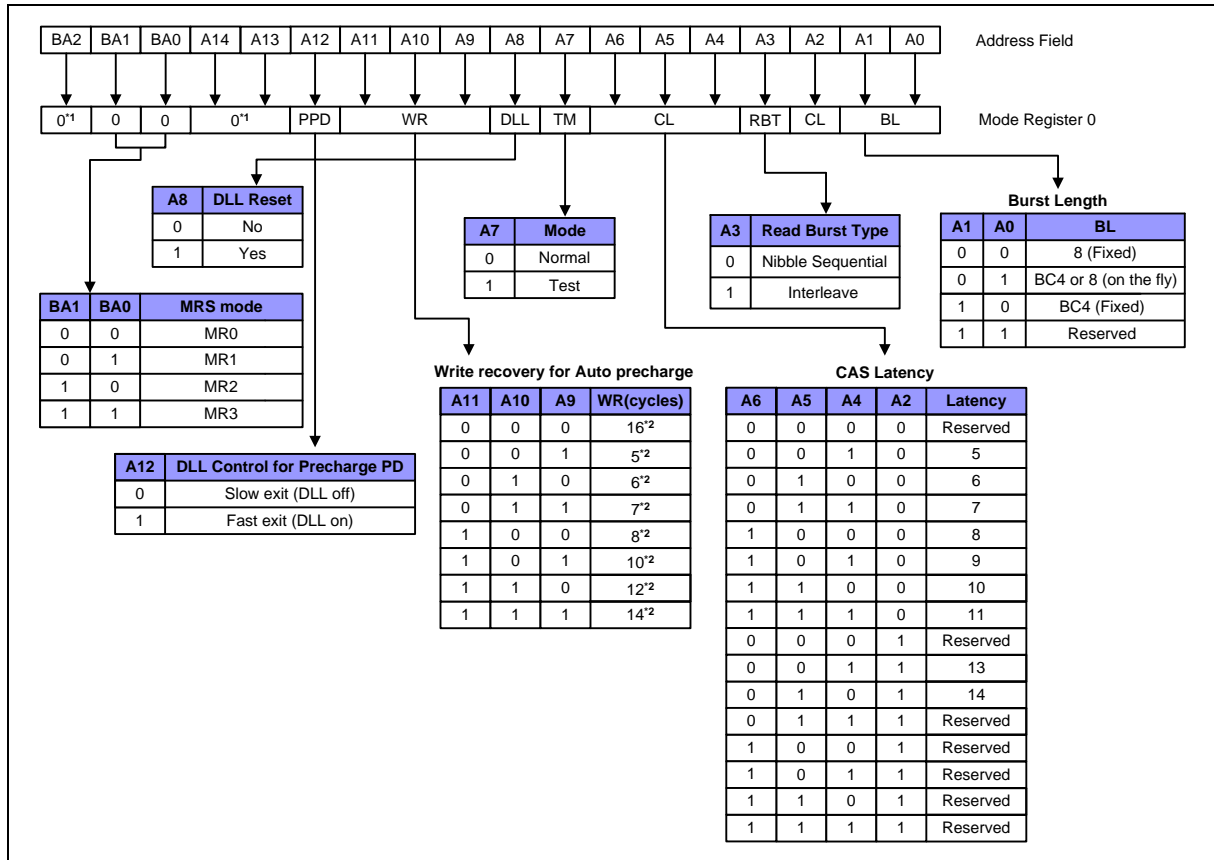 BA2 BA1 BA0 A14 A13 A12 A11 A10 A9 A8 A7 A6 A5 A4 A3 A2 A1 A0 Address Field
0*1 0 0 0*1 PPD WR DLL TM CL RBT CL BL Mode Register 0
A8 DLL Reset
0 No
1 Yes
A7 Mode
0 Normal
1 Test
A3 Read Burst Type
0 Nibble Sequential
1 Interleave
Burst Length
A1 A0 BL
0 0 8 (Fixed)
0 1 BC4 or 8 (on the fly)
1 0 BC4 (Fixed)
1 1 Reserved
BA1 BA0 MRS mode
0 0 MR0
0 1 MR1
1 0 MR2
1 1 MR3
A12 DLL Control for Precharge PD
0 Slow exit (DLL off)
1 Fast exit (DLL on)
Write recovery for Auto precharge
A11 A10 A9 WR(cycles)
0 0 0 16*2
0 0 1 5*2
0 1 0 6*2
0 1 1 7*2
1 0 0 8*2
1 0 1 10*2
1 1 0 12*2
1 1 1 14*2
CAS Latency
A6 A5 A4 A2 Latency
0 0 0 0 Reserved
0 0 1 0 5
0 1 0 0 6
0 1 1 0 7
1 0 0 0 8
1 0 1 0 9
1 1 0 0 10
1 1 1 0 11
0 0 0 1 Reserved
0 0 1 1 13
0 1 0 1 14
0 1 1 1 Reserved
1 0 0 1 Reserved
1 0 1 1 Reserved
1 1 0 1 Reserved
1 1 1 1 Reserved